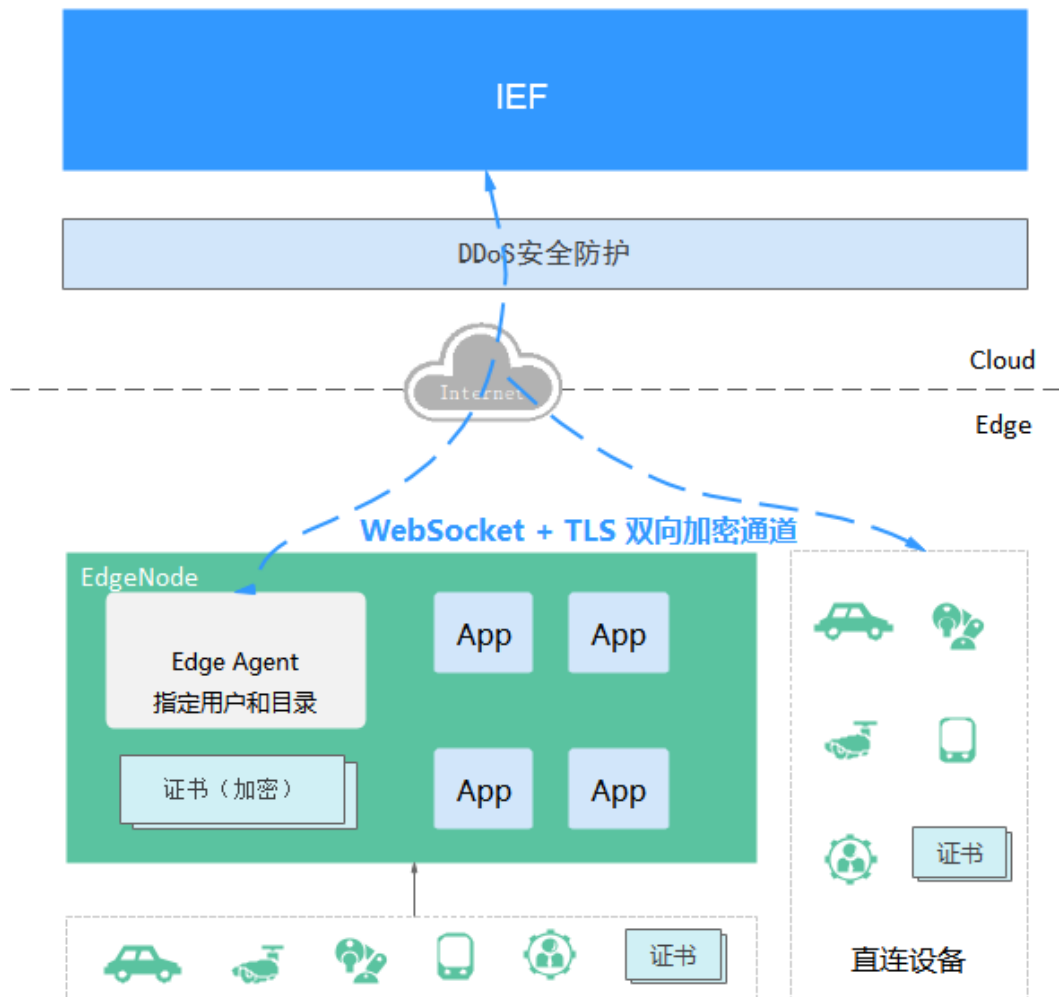 IEF
DDoS安全防护
Internet
Cloud
Edge
WebSocket + TLS 双向加密通道
EdgeNode
Edge Agent
指定用户和目录
App
App
证书（加密）
App
App
证书
直连设备
证书